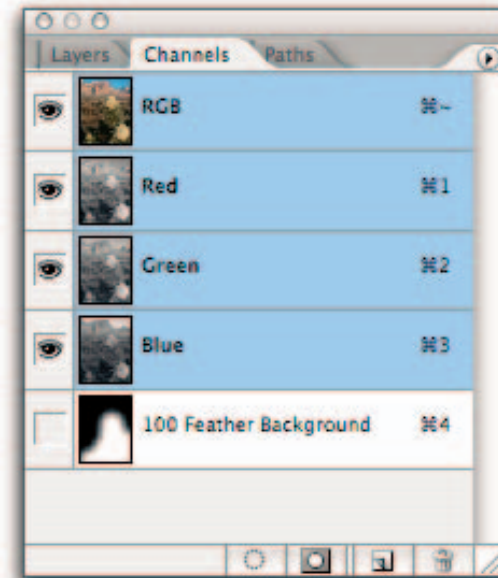 Layers Channels Paths
RGB ⌘~
Red ⌘1
Green ⌘2
Blue ⌘3
100 Feather Background ⌘4